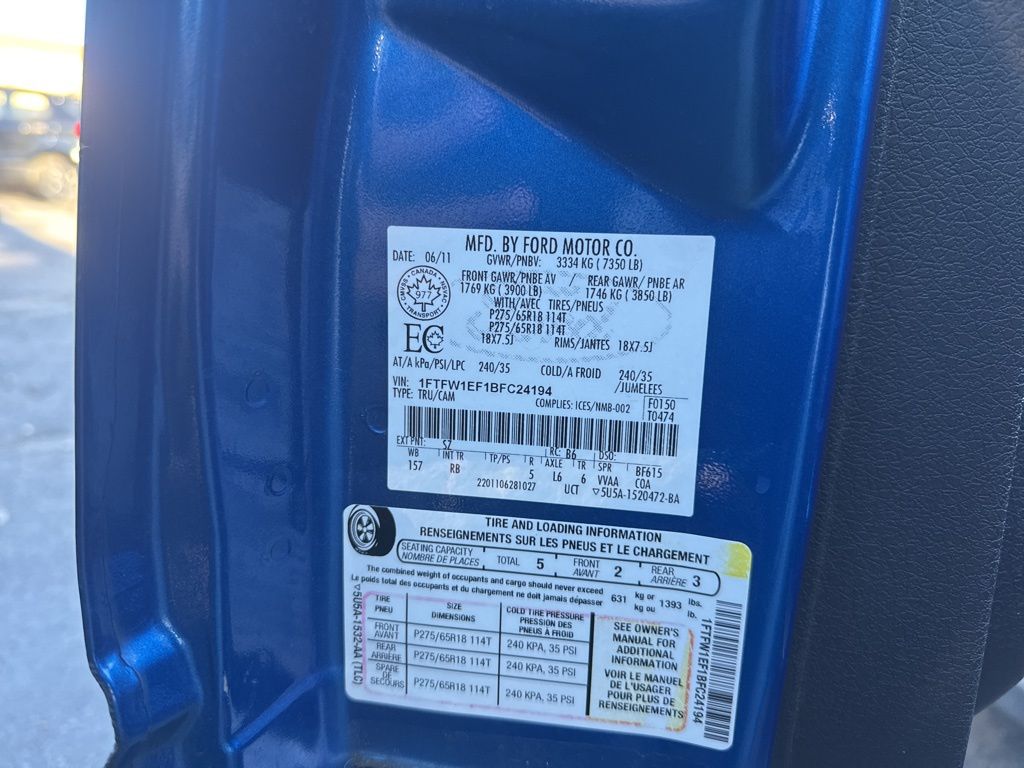 MFD. BY FORD MOTOR CO.
DATE: 06/11 GVWR/PNBV: 3334 KG ( 7350 LB)
FRONT GAWR/PNBE AV / REAR GAWR/ PNBE AR
1769 KG ( 3900 LB) 1746 KG ( 3850 LB)
WITH/AVEC TIRES/PNEUS
P275/65R18 114T
P275/65R18 114T
18X7.5J RIMS/JANTES 18X7.5J
CANADA
977
TRANSPORT
EC
AT/A kPa/PSI/LPC 240/35 COLD/A FROID 240/35
/JUMELEES
VIN: 1FTFW1EF1BFC24194
TYPE: TRU/CAM COMPLIES: ICES/NMB-002 F0150
T0474
EXT PNT: SZ RC: B6 DSO:
WB INT TR TP/PS R AXLE TR SPR BF615
157 RB 5 L6 6 VVAA COA
2201106281027 UCT ▽5U5A-1520472-BA
TIRE AND LOADING INFORMATION
RENSEIGNEMENTS SUR LES PNEUS ET LE CHARGEMENT
SEATING CAPACITY
NOMBRE DE PLACES TOTAL 5 FRONT
AVANT 2 REAR
ARRIÈRE 3
The combined weight of occupants and cargo should never exceed 631 kg or 1393 lbs.
Le poids total des occupants et du chargement ne doit jamais dépasser kg ou lb.
TIRE
PNEU SIZE
DIMENSIONS COLD TIRE PRESSURE
PRESSION DES
PNEUS À FROID
FRONT
AVANT P275/65R18 114T 240 KPA, 35 PSI
REAR
ARRIÈRE P275/65R18 114T 240 KPA, 35 PSI
SPARE
DE
SECOURS P275/65R18 114T 240 KPA, 35 PSI
SEE OWNER'S
MANUAL FOR
ADDITIONAL
INFORMATION
VOIR LE MANUEL
DE L'USAGER
POUR PLUS DE
RENSEIGNEMENTS
▽5U5A-1532-AA (TLC)
1FTFW1EF1BFC24194